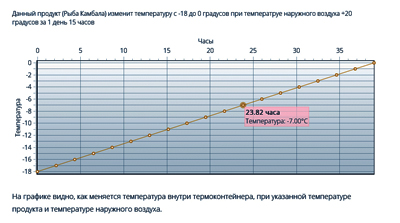 Данный продукт (Рыба Камбала) изменит температуру с -18 до 0 градусов при температруе наружного воздуха +20
градусов за 1 день 15 часов
Часы
0 5 10 15 20 25 30 35
Температура
0
-2
-4
-6
-8
-10
-12
-14
-16
-18
23.82 часа
Температура: -7.00°C
На графике видно, как меняется температура внутри термоконтейнера, при указанной температуре
продукта и температуре наружного воздуха.